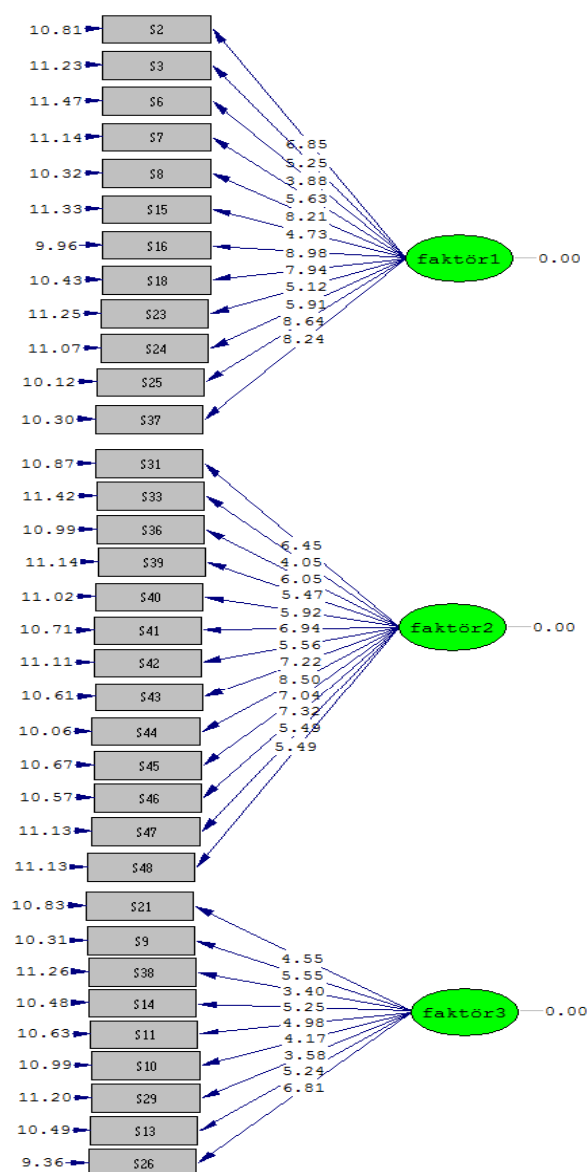 10.81 S2
11.23 S3
11.47 S6
11.14 S7
10.32 S8
11.33 S15
9.96 S16
10.43 S18
11.25 S23
11.07 S24
10.12 S25
10.30 S37
6.85
5.25
3.88
5.63
8.21
4.73
8.98
7.94
5.12
5.91
8.64
8.24
faktör1 0.00
10.87 S31
11.42 S33
10.99 S36
11.14 S39
11.02 S40
10.71 S41
11.11 S42
10.61 S43
10.06 S44
10.67 S45
10.57 S46
11.13 S47
11.13 S48
6.45
4.05
6.05
5.47
5.92
6.94
5.56
7.22
8.50
7.04
7.32
5.49
5.49
faktör2 0.00
10.83 S21
10.31 S9
11.26 S38
10.48 S14
10.63 S11
10.99 S10
11.20 S29
10.49 S13
9.36 S26
4.55
5.55
3.40
5.25
4.98
4.17
3.58
5.24
6.81
faktör3 0.00